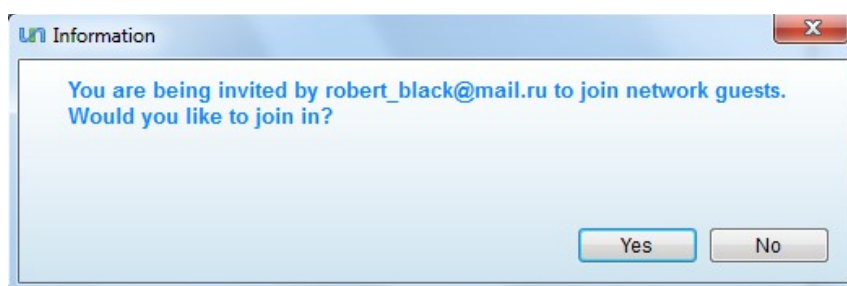 un Information
You are being invited by robert_black@mail.ru to join network guests.
Would you like to join in?
Yes No